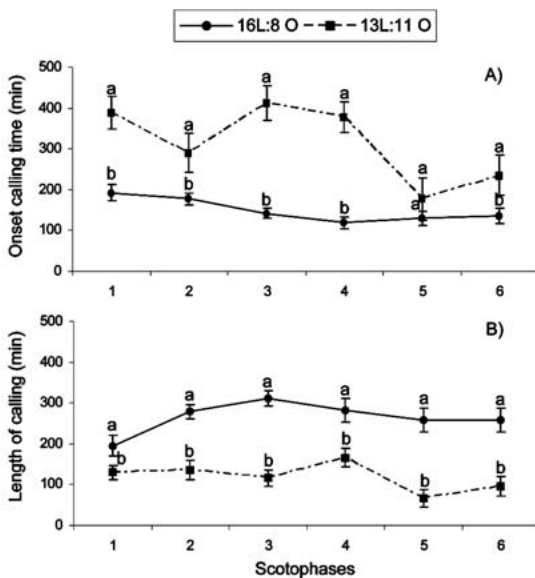 16L:8 O 13L:11 O
A)
Onset calling time (min)
500
400
300
200
100
0
a a a a a a
b b b b a b
1 2 3 4 5 6
B)
Length of calling (min)
500
400
300
200
100
0
a a a a a a
b b b b b b
1 2 3 4 5 6
Scotophases